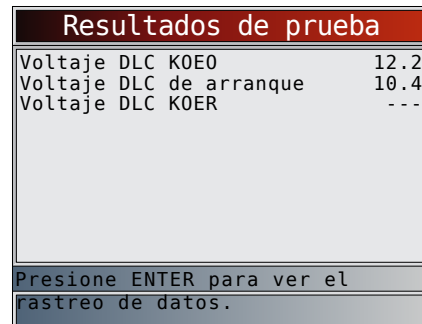 Resultados de prueba
Voltaje DLC KOEO 12.2
Voltaje DLC de arranque 10.4
Voltaje DLC KOER ---
Presione ENTER para ver el
rastreo de datos.